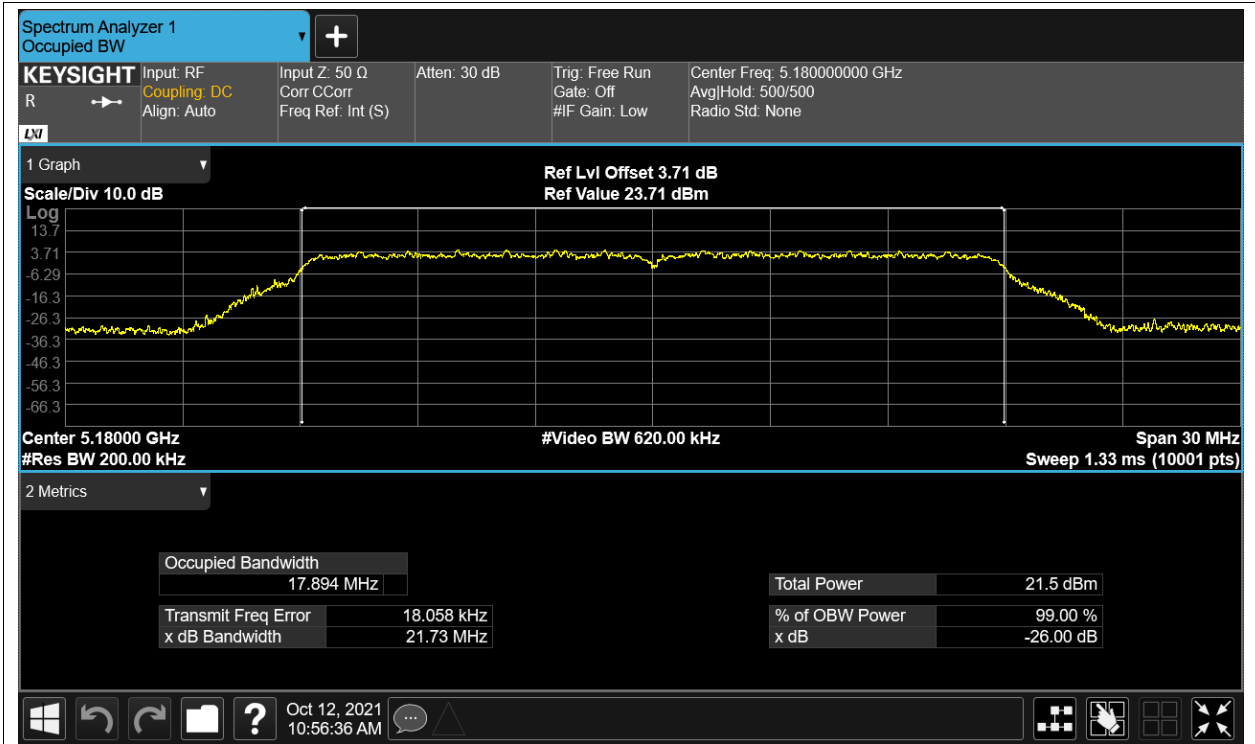 Spectrum Analyzer 1
Occupied BW
KEYSIGHT
R
LXI
Input: RF
Coupling: DC
Align: Auto
Input Z: 50 Ω
Corr CCorr
Freq Ref: Int (S)
Atten: 30 dB
Trig: Free Run
Gate: Off
#IF Gain: Low
Center Freq: 5.180000000 GHz
Avg|Hold: 500/500
Radio Std: None
1 Graph
Scale/Div 10.0 dB
Ref Lvl Offset 3.71 dB
Ref Value 23.71 dBm
Log
13.7
3.71
-6.29
-16.3
-26.3
-36.3
-46.3
-56.3
-66.3
Center 5.18000 GHz
#Video BW 620.00 kHz
Span 30 MHz
#Res BW 200.00 kHz
Sweep 1.33 ms (10001 pts)
2 Metrics
Occupied Bandwidth
17.894 MHz
Total Power 21.5 dBm
Transmit Freq Error 18.058 kHz
% of OBW Power 99.00 %
x dB Bandwidth 21.73 MHz
x dB -26.00 dB
?
Oct 12, 2021
10:56:36 AM